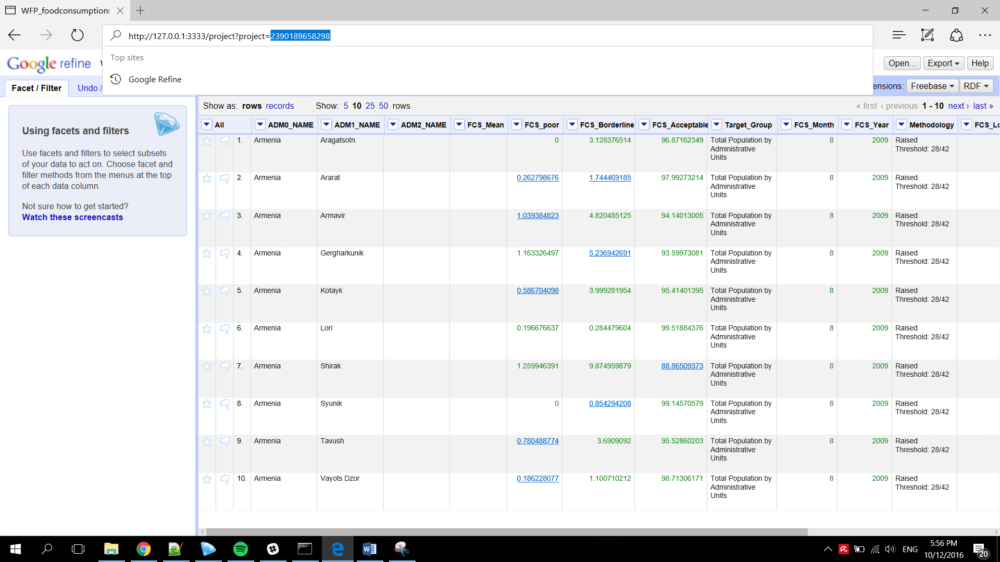 WFP_foodconsumption
http://127.0.0.1:3333/project?project=2390189658298
Top sites
Google Refine
Google refine
Open... Export Help
Facet / Filter Undo /
ensions: Freebase RDF
Using facets and filters
Use facets and filters to select subsets
of your data to act on. Choose facet and
filter methods from the menus at the top
of each data column.
Not sure how to get started?
Watch these screencasts
Show as: rows records Show: 5 10 25 50 rows « first ‹ previous 1 - 10 next › last »
All ADM0_NAME ADM1_NAME ADM2_NAME FCS_Mean FCS_poor FCS_Borderline FCS_Acceptable Target_Group FCS_Month FCS_Year Methodology FCS_Lo
1. Armenia Aragatsotn 0 3.128376514 96.87162349 Total Population by 8 2009 Raised
Administrative Threshold: 28/42
Units
2. Armenia Ararat 0.262798676 1.744469185 97.99273214 Total Population by 8 2009 Raised
Administrative Threshold: 28/42
Units
3. Armenia Armavir 1.039384823 4.820485125 94.14013005 Total Population by 8 2009 Raised
Administrative Threshold: 28/42
Units
4. Armenia Gergharkunik 1.163326497 5.236942691 93.59973081 Total Population by 8 2009 Raised
Administrative Threshold: 28/42
Units
5. Armenia Kotayk 0.586704098 3.999281954 95.41401395 Total Population by 8 2009 Raised
Administrative Threshold: 28/42
Units
6. Armenia Lori 0.196676637 0.284479604 99.51884376 Total Population by 8 2009 Raised
Administrative Threshold: 28/42
Units
7. Armenia Shirak 1.259946391 9.874959879 88.86509373 Total Population by 8 2009 Raised
Administrative Threshold: 28/42
Units
8. Armenia Syunik 0 0.854294208 99.14570579 Total Population by 8 2009 Raised
Administrative Threshold: 28/42
Units
9. Armenia Tavush 0.780488774 3.6909092 95.52860203 Total Population by 8 2009 Raised
Administrative Threshold: 28/42
Units
10. Armenia Vayots Dzor 0.186228077 1.100710212 98.71306171 Total Population by 8 2009 Raised
Administrative Threshold: 28/42
Units
ENG
5:56 PM
10/12/2016
20